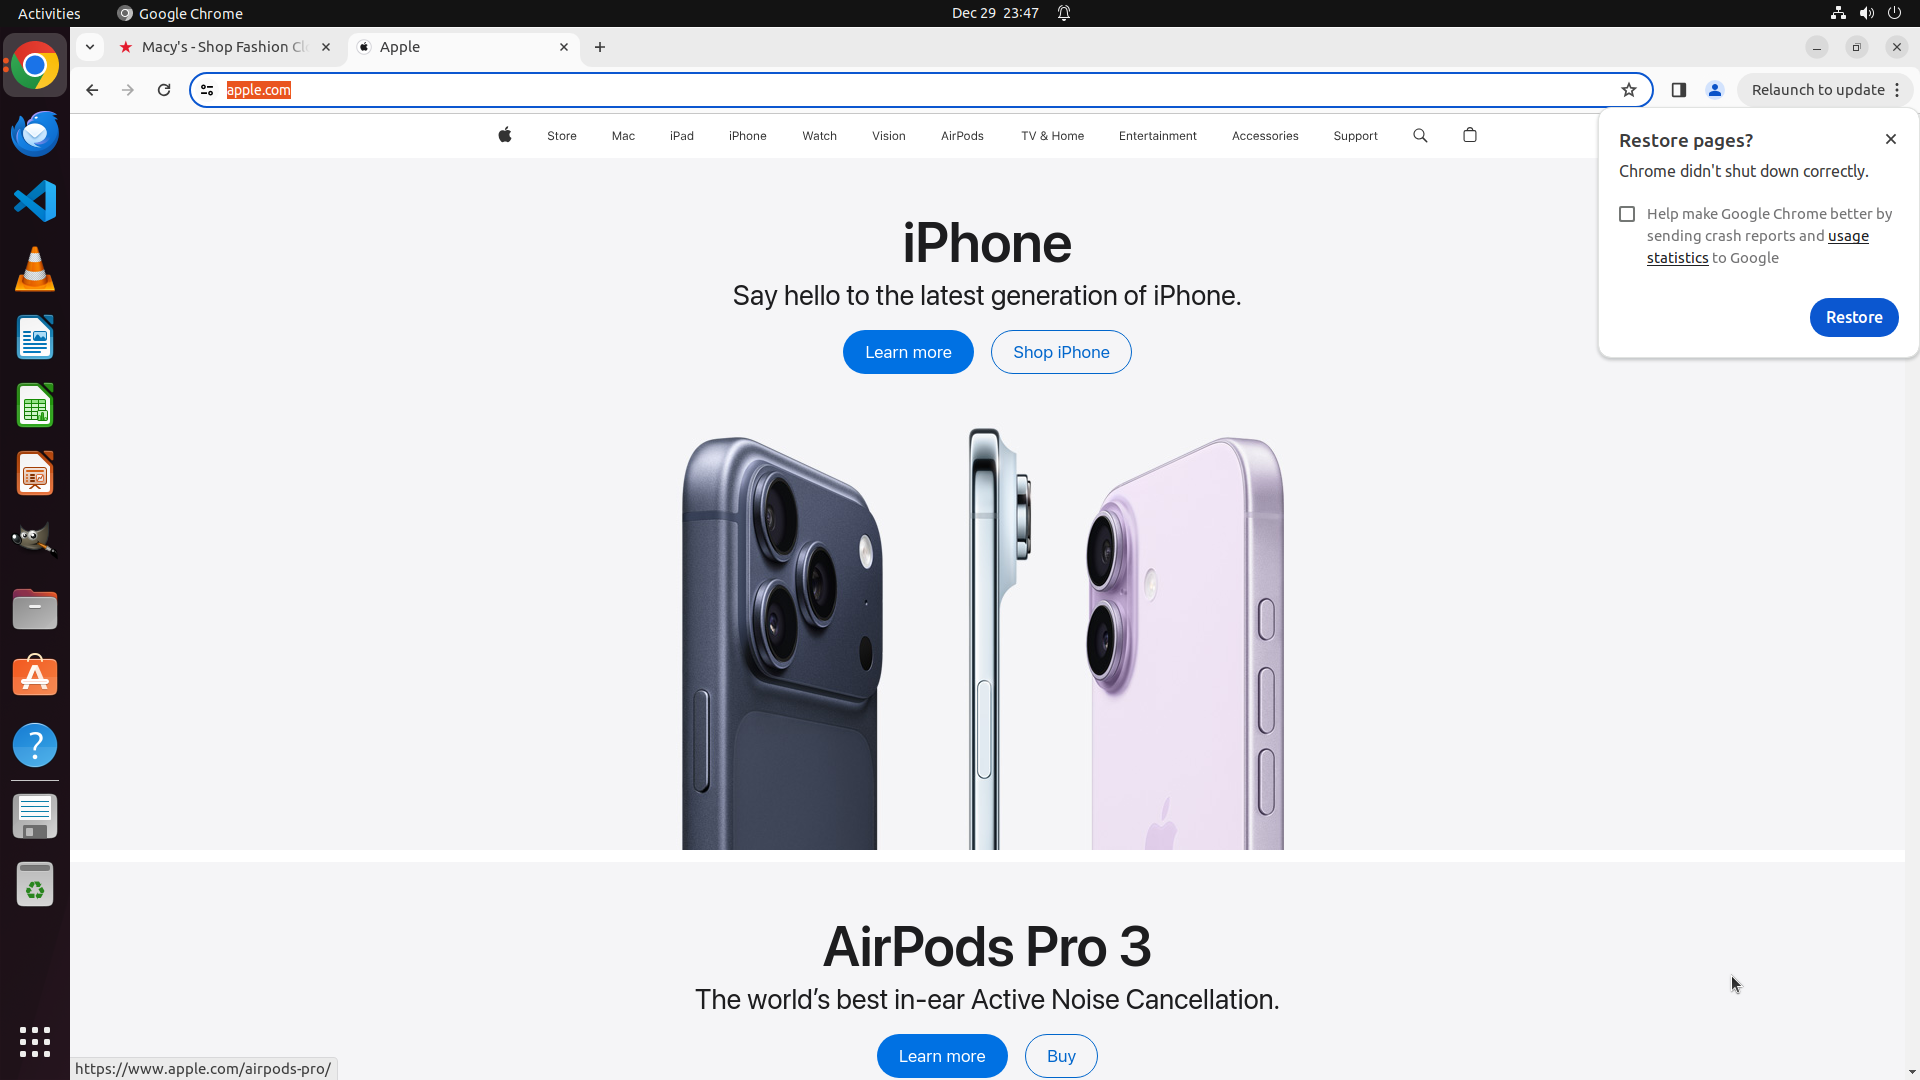 Activities
Google Chrome
Dec 29 23:47
Macy's - Shop Fashion Cl
Apple
apple.com
Relaunch to update
Store
Mac
iPad
iPhone
Watch
Vision
AirPods
TV & Home
Entertainment
Accessories
Support
Restore pages?
Chrome didn't shut down correctly.
Help make Google Chrome better by
sending crash reports and usage
statistics to Google
Restore
iPhone
Say hello to the latest generation of iPhone.
Learn more
Shop iPhone
AirPods Pro 3
The world's best in-ear Active Noise Cancellation.
Learn more
Buy
https://www.apple.com/airpods-pro/